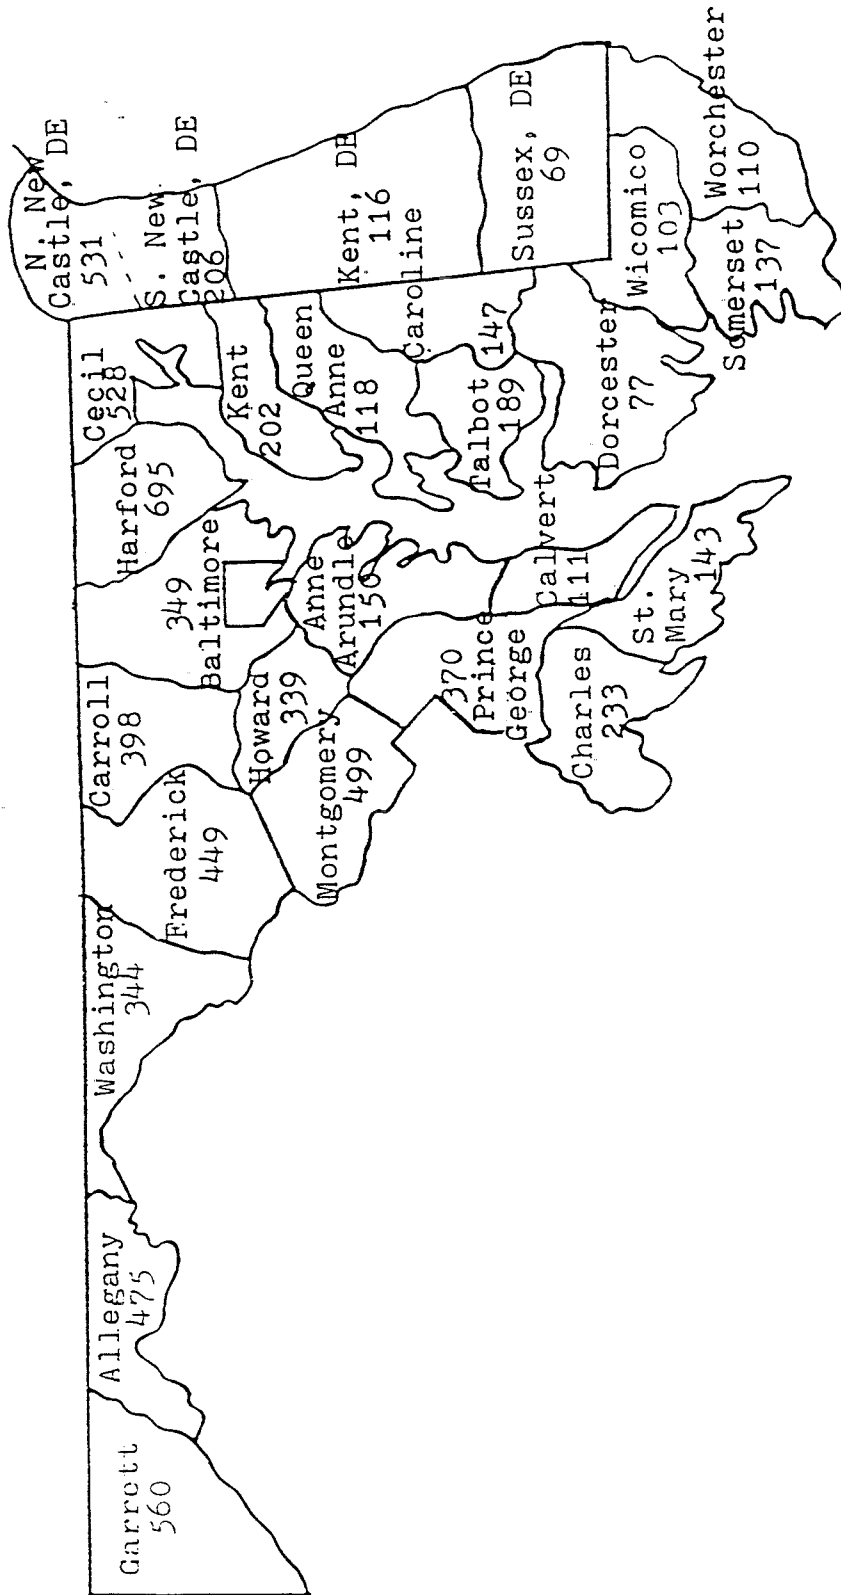 Garrett
560
Allegany
475
Washington
344
Frederick
449
Carroll
398
Montgomery
499
Howard
339
349
Baltimore
Harford
695
Cecil
528
N. New
Castle, DE
531
S. New
Castle, DE
206
Kent
202
Queen
Anne
118
Kent, DE
116
Anne
Arundle
150
370
Prince
George
Charles
233
Calvert
111
St.
Mary
143
Talbot
189
Caroline
147
Sussex, DE
69
Dorcester
77
Wicomico
103
Somerset
137
Worchester
110